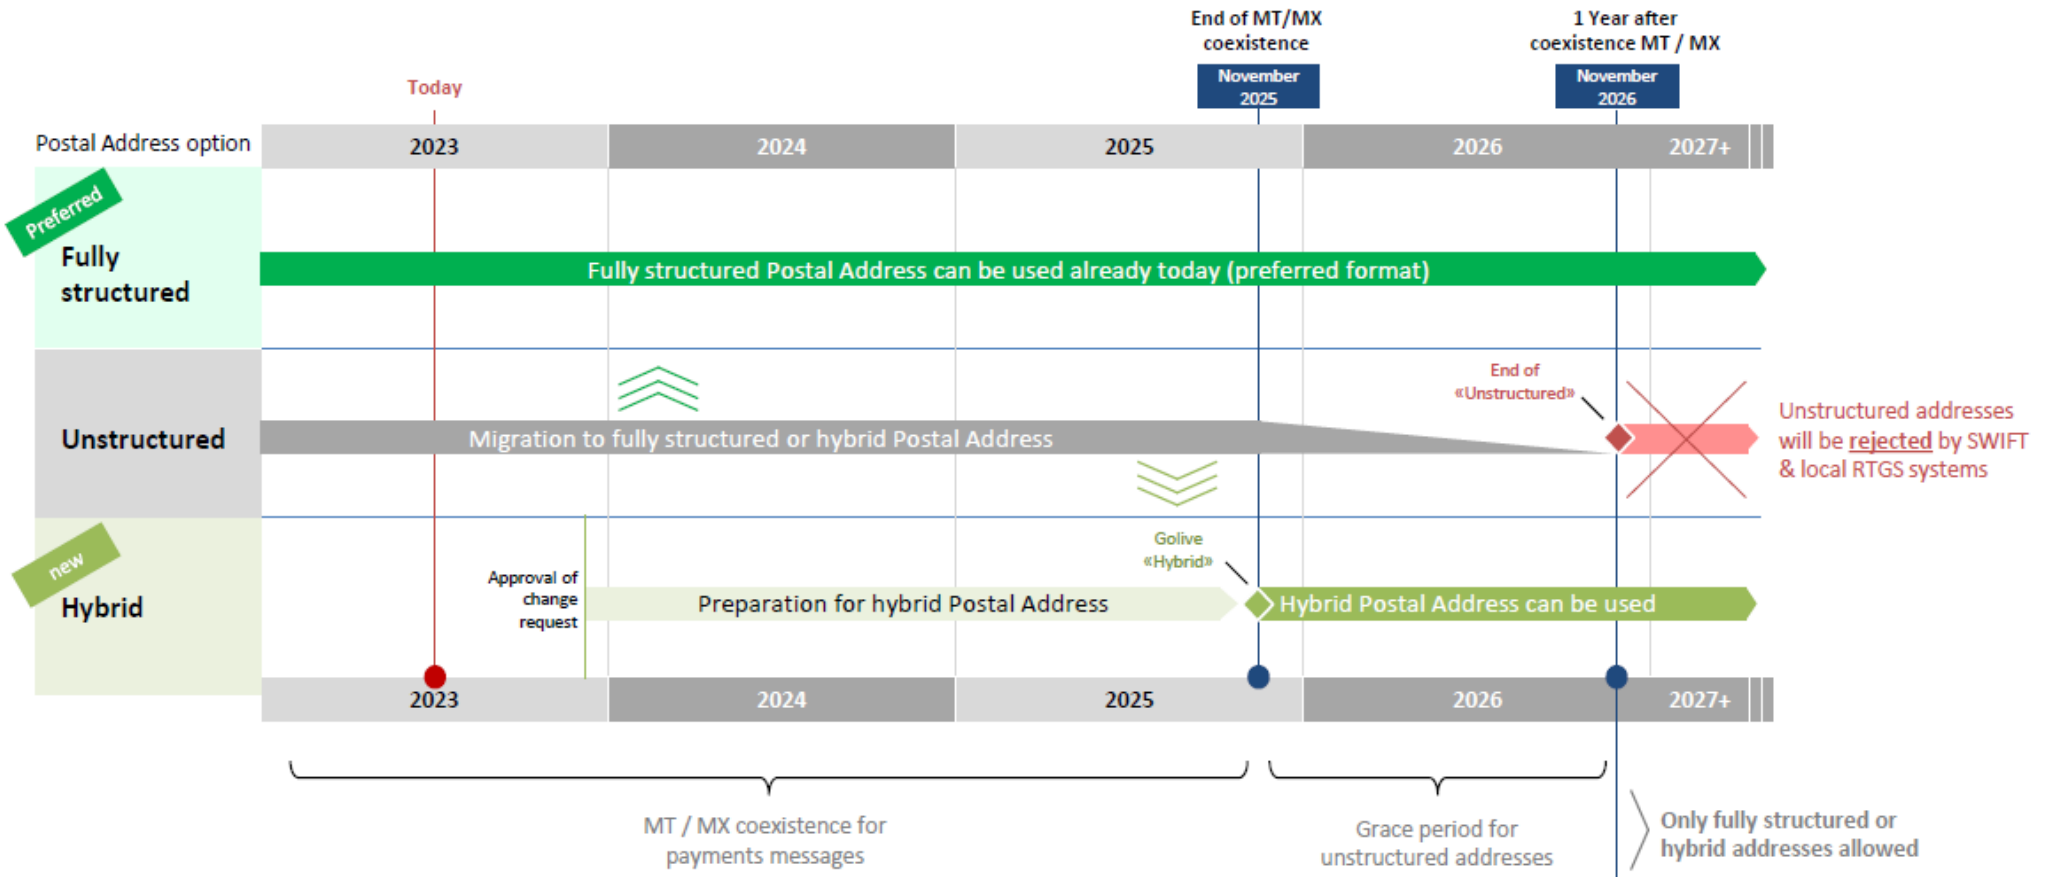 End of MT/MX
coexistence
November
2025
1 Year after
coexistence MT / MX
November
2026
Today
Postal Address option
2023
2024
2025
2026
2027+
Preferred
Fully
structured
Fully structured Postal Address can be used already today (preferred format)
End of
«Unstructured»
Unstructured
Migration to fully structured or hybrid Postal Address
Unstructured addresses
will be rejected by SWIFT
& local RTGS systems
new
Hybrid
Approval of
change
request
Preparation for hybrid Postal Address
Golive
«Hybrid»
Hybrid Postal Address can be used
2023
2024
2025
2026
2027+
MT / MX coexistence for
payments messages
Grace period for
unstructured addresses
Only fully structured or
hybrid addresses allowed